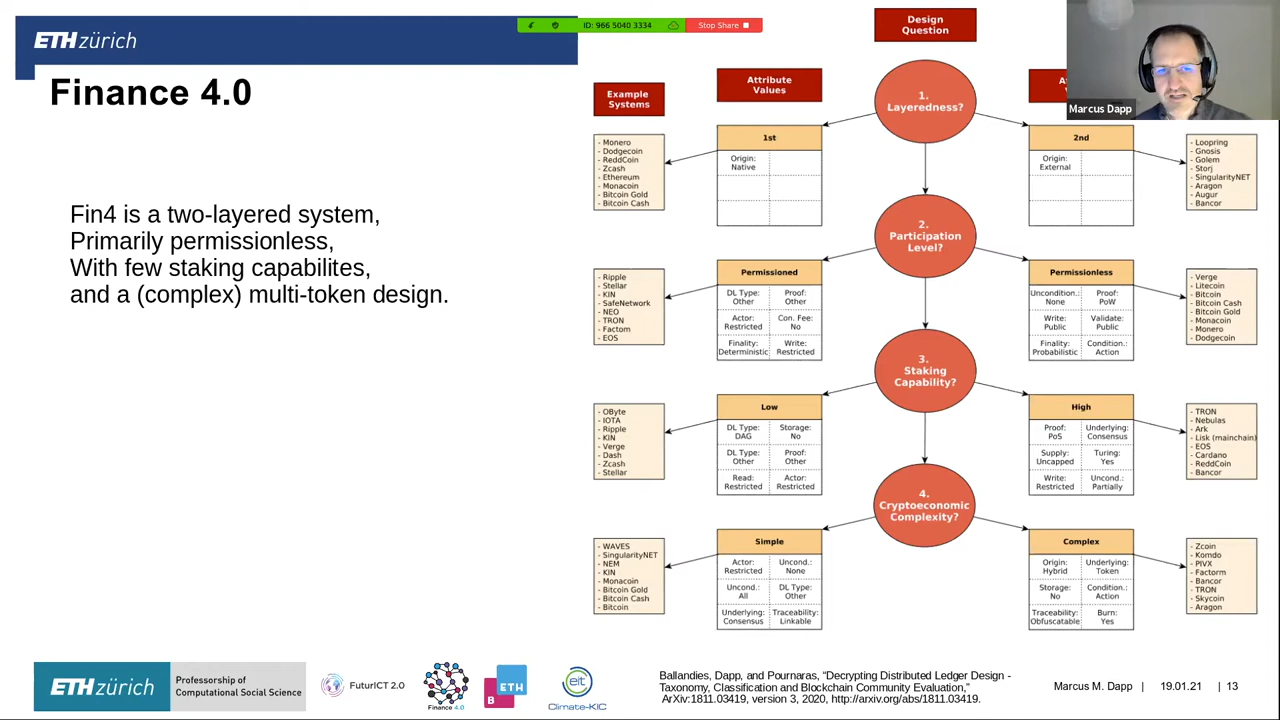 ETH zürich
ID: 966 5040 3334
Stop Share
Finance 4.0
Fin4 is a two-layered system,
Primarily permissionless,
With few staking capabilites,
and a (complex) multi-token design.
Design
Question
Example
Systems
Attribute
Values
Marcus Dapp
1.
Layeredness?
- Monero
- Dodgecoin
- ReddCoin
- Zcash
- Ethereum
- Monacoin
- Bitcoin Gold
- Bitcoin Cash
1st
Origin:
Native
2nd
Origin:
External
- Loopring
- Gnosis
- Golem
- Storj
- SingularityNET
- Aragon
- Augur
- Bancor
2.
Participation
Level?
- Ripple
- Stellar
- KIN
- SafeNetwork
- NEO
- TRON
- Factom
- EOS
Permissioned
DL Type:
Other
Proof:
Other
Actor:
Restricted
Con. Fee:
No
Finality:
Deterministic
Write:
Restricted
Permissionless
Uncondition.:
None
Proof:
PoW
Write:
Public
Validate:
Public
Finality:
Probabilistic
Condition.:
Action
- Verge
- Litecoin
- Bitcoin
- Bitcoin Cash
- Bitcoin Gold
- Monacoin
- Monero
- Dodgecoin
3.
Staking
Capability?
- OByte
- IOTA
- Ripple
- KIN
- Verge
- Dash
- Zcash
- Stellar
Low
DL Type:
DAG
Storage:
No
DL Type:
Other
Proof:
Other
Read:
Restricted
Actor:
Restricted
High
Proof:
PoS
Underlying:
Consensus
Supply:
Uncapped
Turing:
Yes
Write:
Restricted
Uncond.:
Partially
- TRON
- Nebulas
- Ark
- Lisk (mainchain)
- EOS
- Cardano
- ReddCoin
- Bancor
4.
Cryptoeconomic
Complexity?
- WAVES
- SingularityNET
- NEM
- KIN
- Monacoin
- Bitcoin Gold
- Bitcoin Cash
- Bitcoin
Simple
Actor:
Restricted
Uncond.:
None
Uncond.:
All
DL Type:
Other
Underlying:
Consensus
Traceability:
Linkable
Complex
Origin:
Hybrid
Underlying:
Token
Storage:
No
Condition.:
Action
Traceability:
Obfuscatable
Burn:
Yes
- Zcoin
- Komdo
- PIVX
- Factorm
- Bancor
- TRON
- Skycoin
- Aragon
ETH zürich
Professorship of
Computational Social Science
FuturICT 2.0
Finance 4.0
B
ETH
eit
Climate-KIC
Ballandies, Dapp, and Pournaras, "Decrypting Distributed Ledger Design -
Taxonomy, Classification and Blockchain Community Evaluation,"
ArXiv:1811.03419, version 3, 2020, http://arxiv.org/abs/1811.03419.
Marcus M. Dapp | 19.01.21 | 13